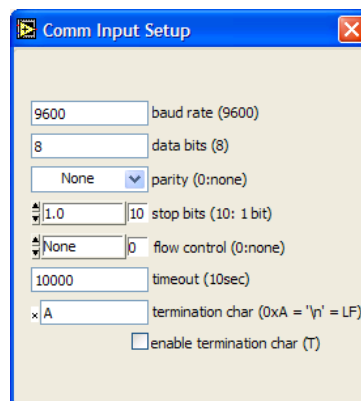 Comm Input Setup
9600 baud rate (9600)
8 data bits (8)
None parity (0:none)
1.0 10 stop bits (10: 1 bit)
None 0 flow control (0:none)
10000 timeout (10sec)
x A termination char (0xA = '\n' = LF)
enable termination char (T)